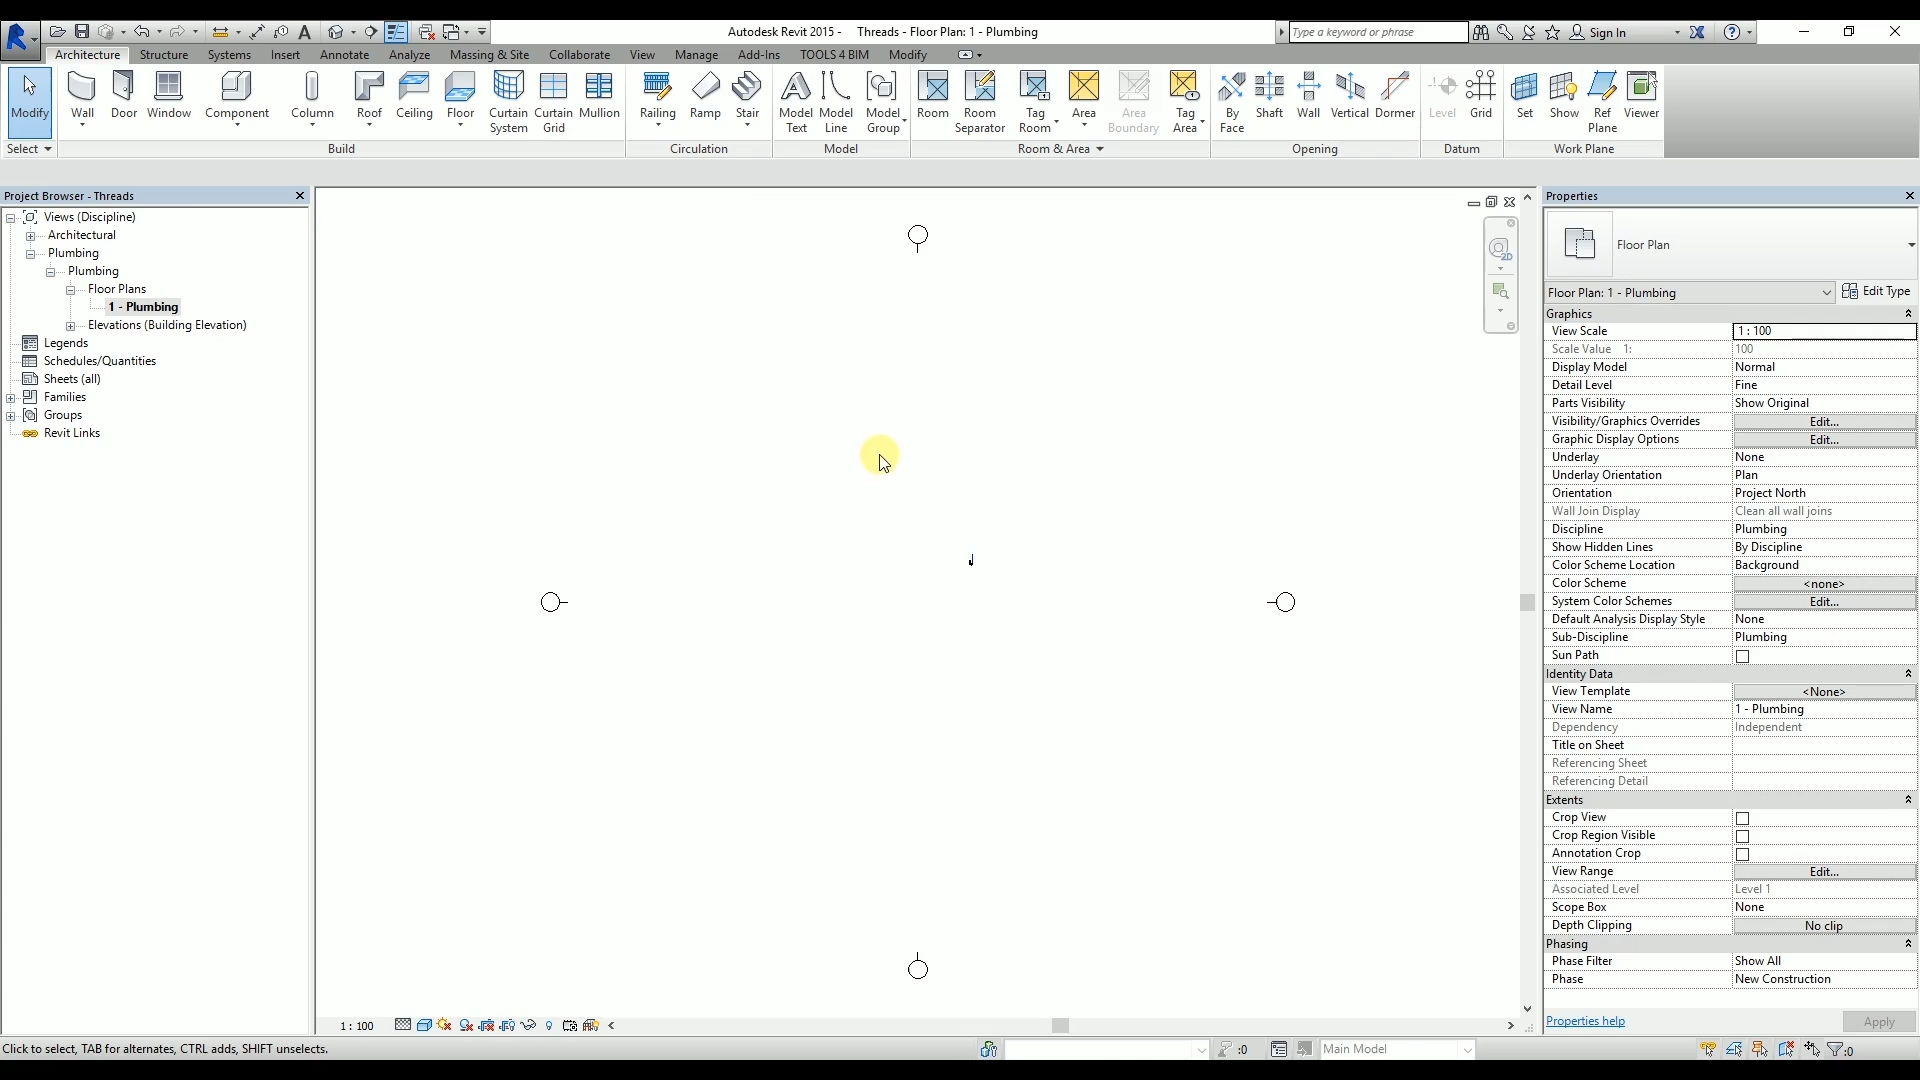 Autodesk Revit 2015 - Threads - Floor Plan: 1 - Plumbing
Type a keyword or phrase
Sign In
Architecture Structure Systems Insert Annotate Analyze Massing & Site Collaborate View Manage Add-Ins TOOLS 4 BIM Modify
Modify
Wall
Door
Window
Component
Column
Roof
Ceiling
Floor
Curtain System
Curtain Grid
Mullion
Railing
Ramp
Stair
Model Text
Model Line
Model Group
Room
Room Separator
Tag Room
Area
Area Boundary
Tag Area
By Face
Shaft
Wall
Vertical
Dormer
Level
Grid
Set
Show
Ref Plane
Viewer
Select
Build
Circulation
Model
Room & Area
Opening
Datum
Work Plane
Project Browser - Threads
Views (Discipline)
Architectural
Plumbing
Plumbing
Floor Plans
1 - Plumbing
Elevations (Building Elevation)
Legends
Schedules/Quantities
Sheets (all)
Families
Groups
Revit Links
2D
Properties
Floor Plan
Floor Plan: 1 - Plumbing
Edit Type
Graphics
View Scale 1 : 100
Scale Value 1: 100
Display Model Normal
Detail Level Fine
Parts Visibility Show Original
Visibility/Graphics Overrides Edit...
Graphic Display Options Edit...
Underlay None
Underlay Orientation Plan
Orientation Project North
Wall Join Display Clean all wall joins
Discipline Plumbing
Show Hidden Lines By Discipline
Color Scheme Location Background
Color Scheme <none>
System Color Schemes Edit...
Default Analysis Display Style None
Sub-Discipline Plumbing
Sun Path
Identity Data
View Template <None>
View Name 1 - Plumbing
Dependency Independent
Title on Sheet
Referencing Sheet
Referencing Detail
Extents
Crop View
Crop Region Visible
Annotation Crop
View Range Edit...
Associated Level Level 1
Scope Box None
Depth Clipping No clip
Phasing
Phase Filter Show All
Phase New Construction
Properties help
Apply
1 : 100
Click to select, TAB for alternates, CTRL adds, SHIFT unselects.
:0
Main Model
:0